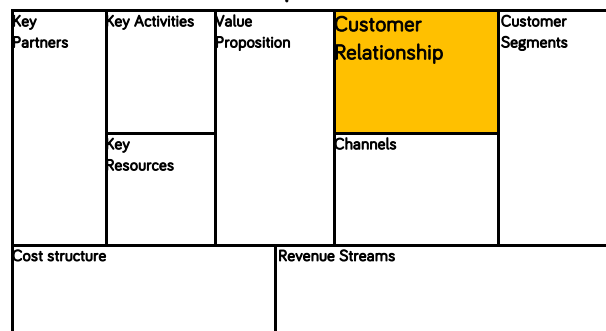 Key
Partners
Key Activities
Key
Resources
Value
Proposition
Customer
Relationship
Channels
Customer
Segments
Cost structure
Revenue Streams